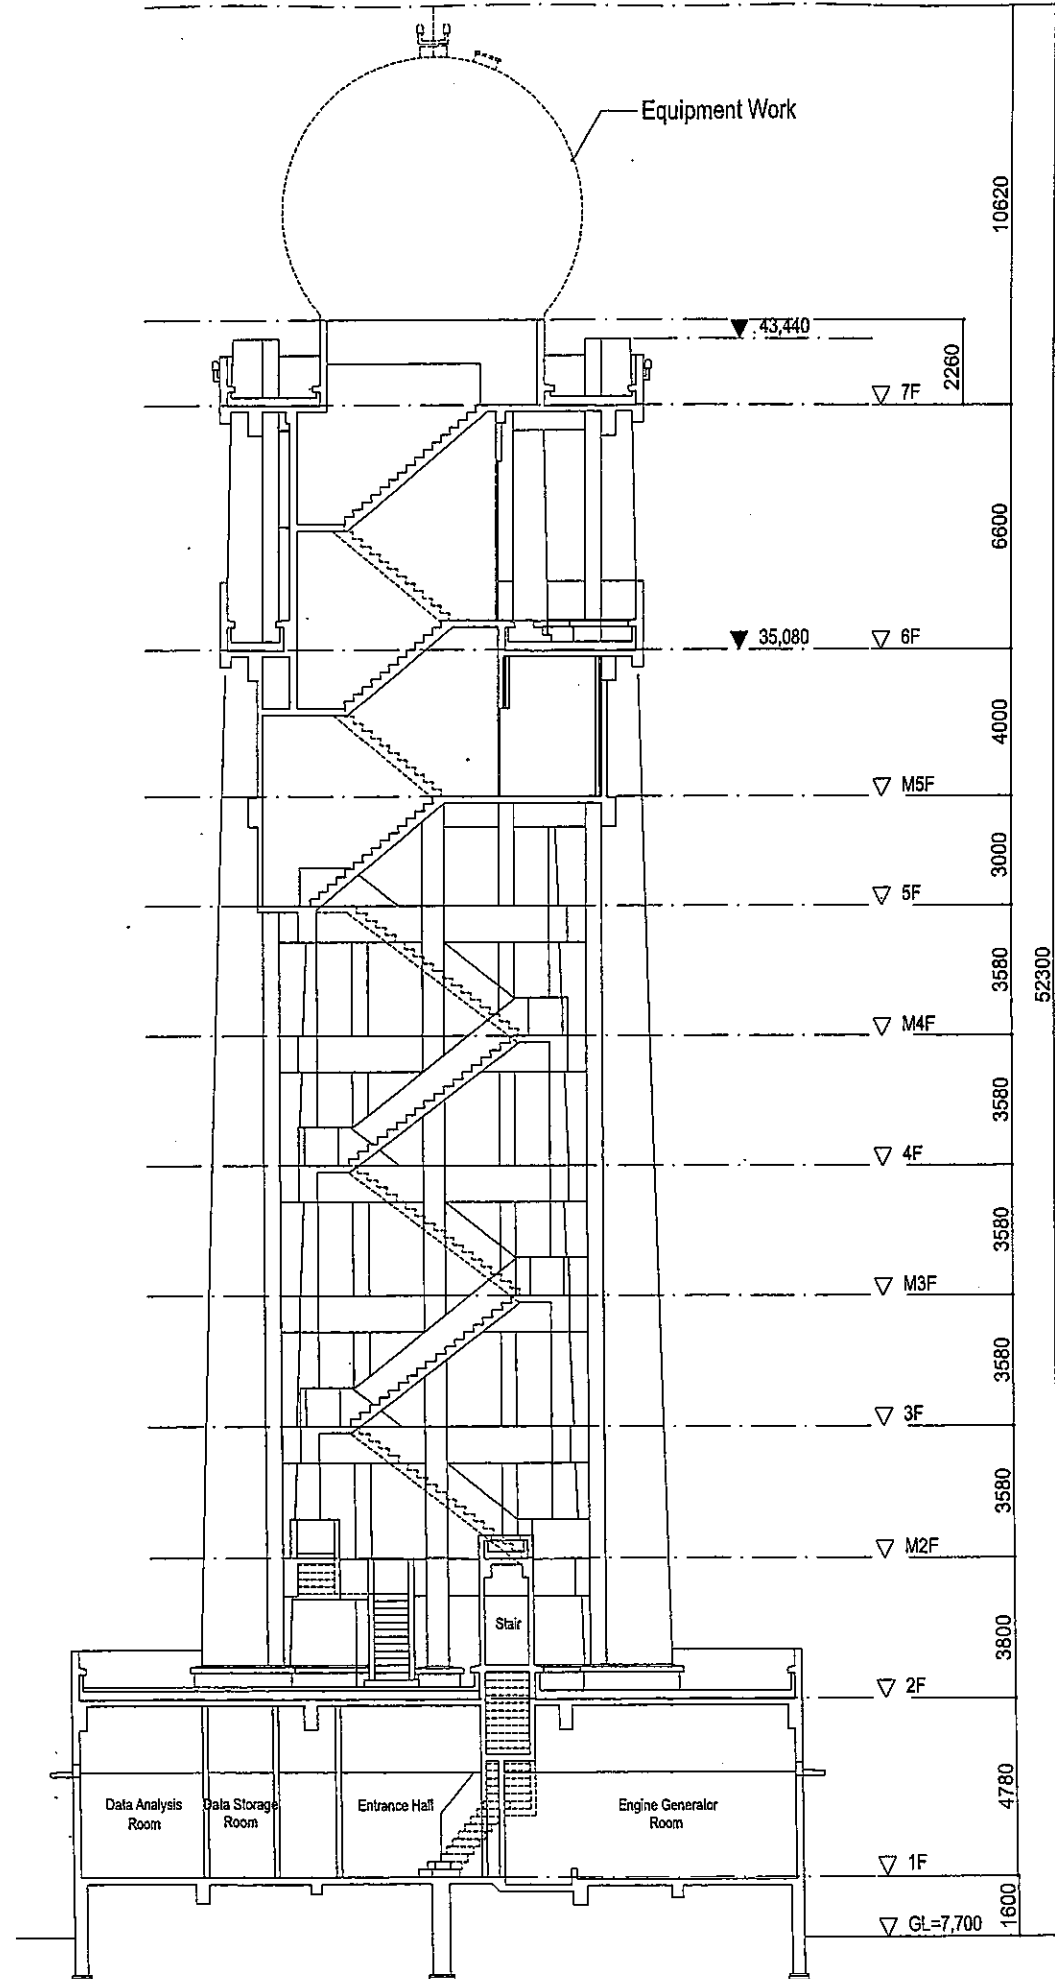 Equipment Work
10620
43,440
2260
7F
6600
35,080
6F
4000
M5F
3000
5F
3580
52300
M4F
3580
4F
3580
M3F
3580
3F
3580
M2F
Stair
3800
2F
4780
Data Analysis
Room
Data Storage
Room
Entrance Hall
Engine Generator
Room
1F
1600
GL=7,700